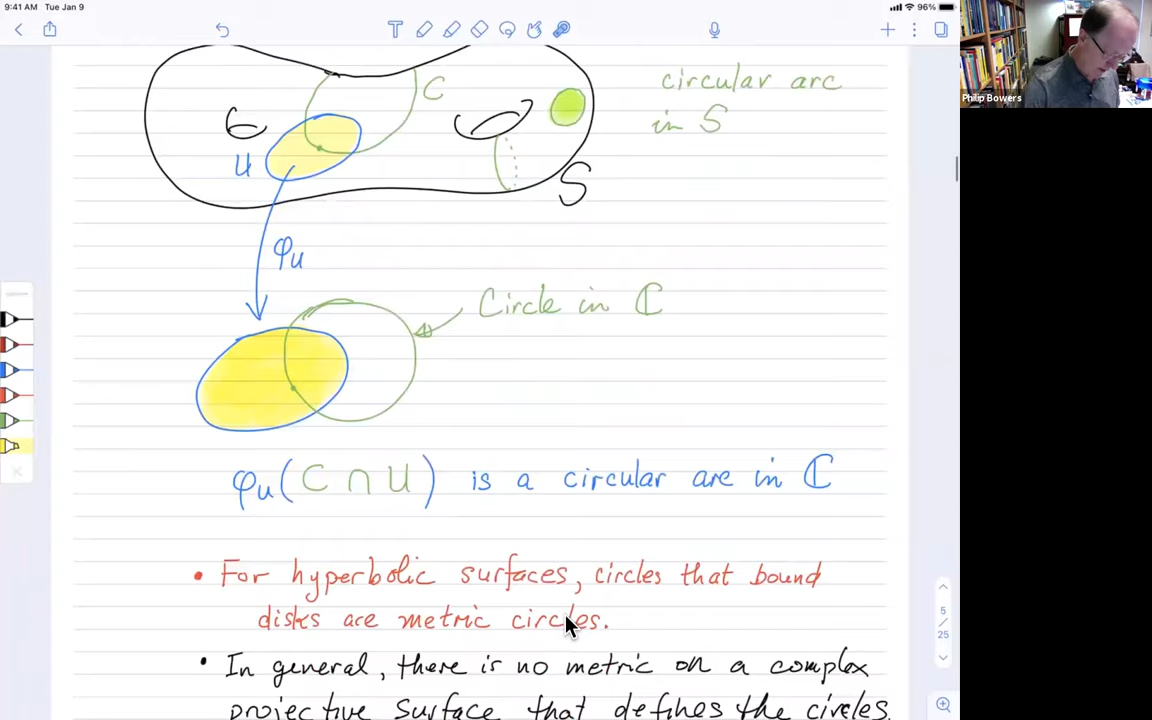 9:41 AM Tue Jan 9
96%
Philip Bowers
C
circular arc
in S
U
S
φu
Circle in ℂ
φu(C ∩ U) is a circular arc in ℂ
• For hyperbolic surfaces, circles that bound
disks are metric circles.
• In general, there is no metric on a complex
projective surface that defines the circles.
5
/
25